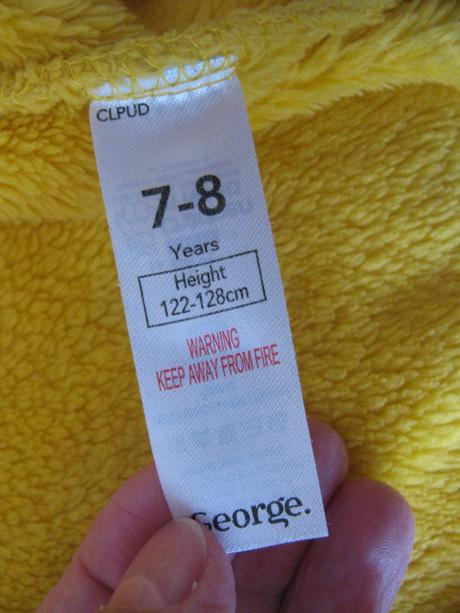 CLPUD
7-8
Years
Height
122-128cm
WARNING
KEEP AWAY FROM FIRE
George.